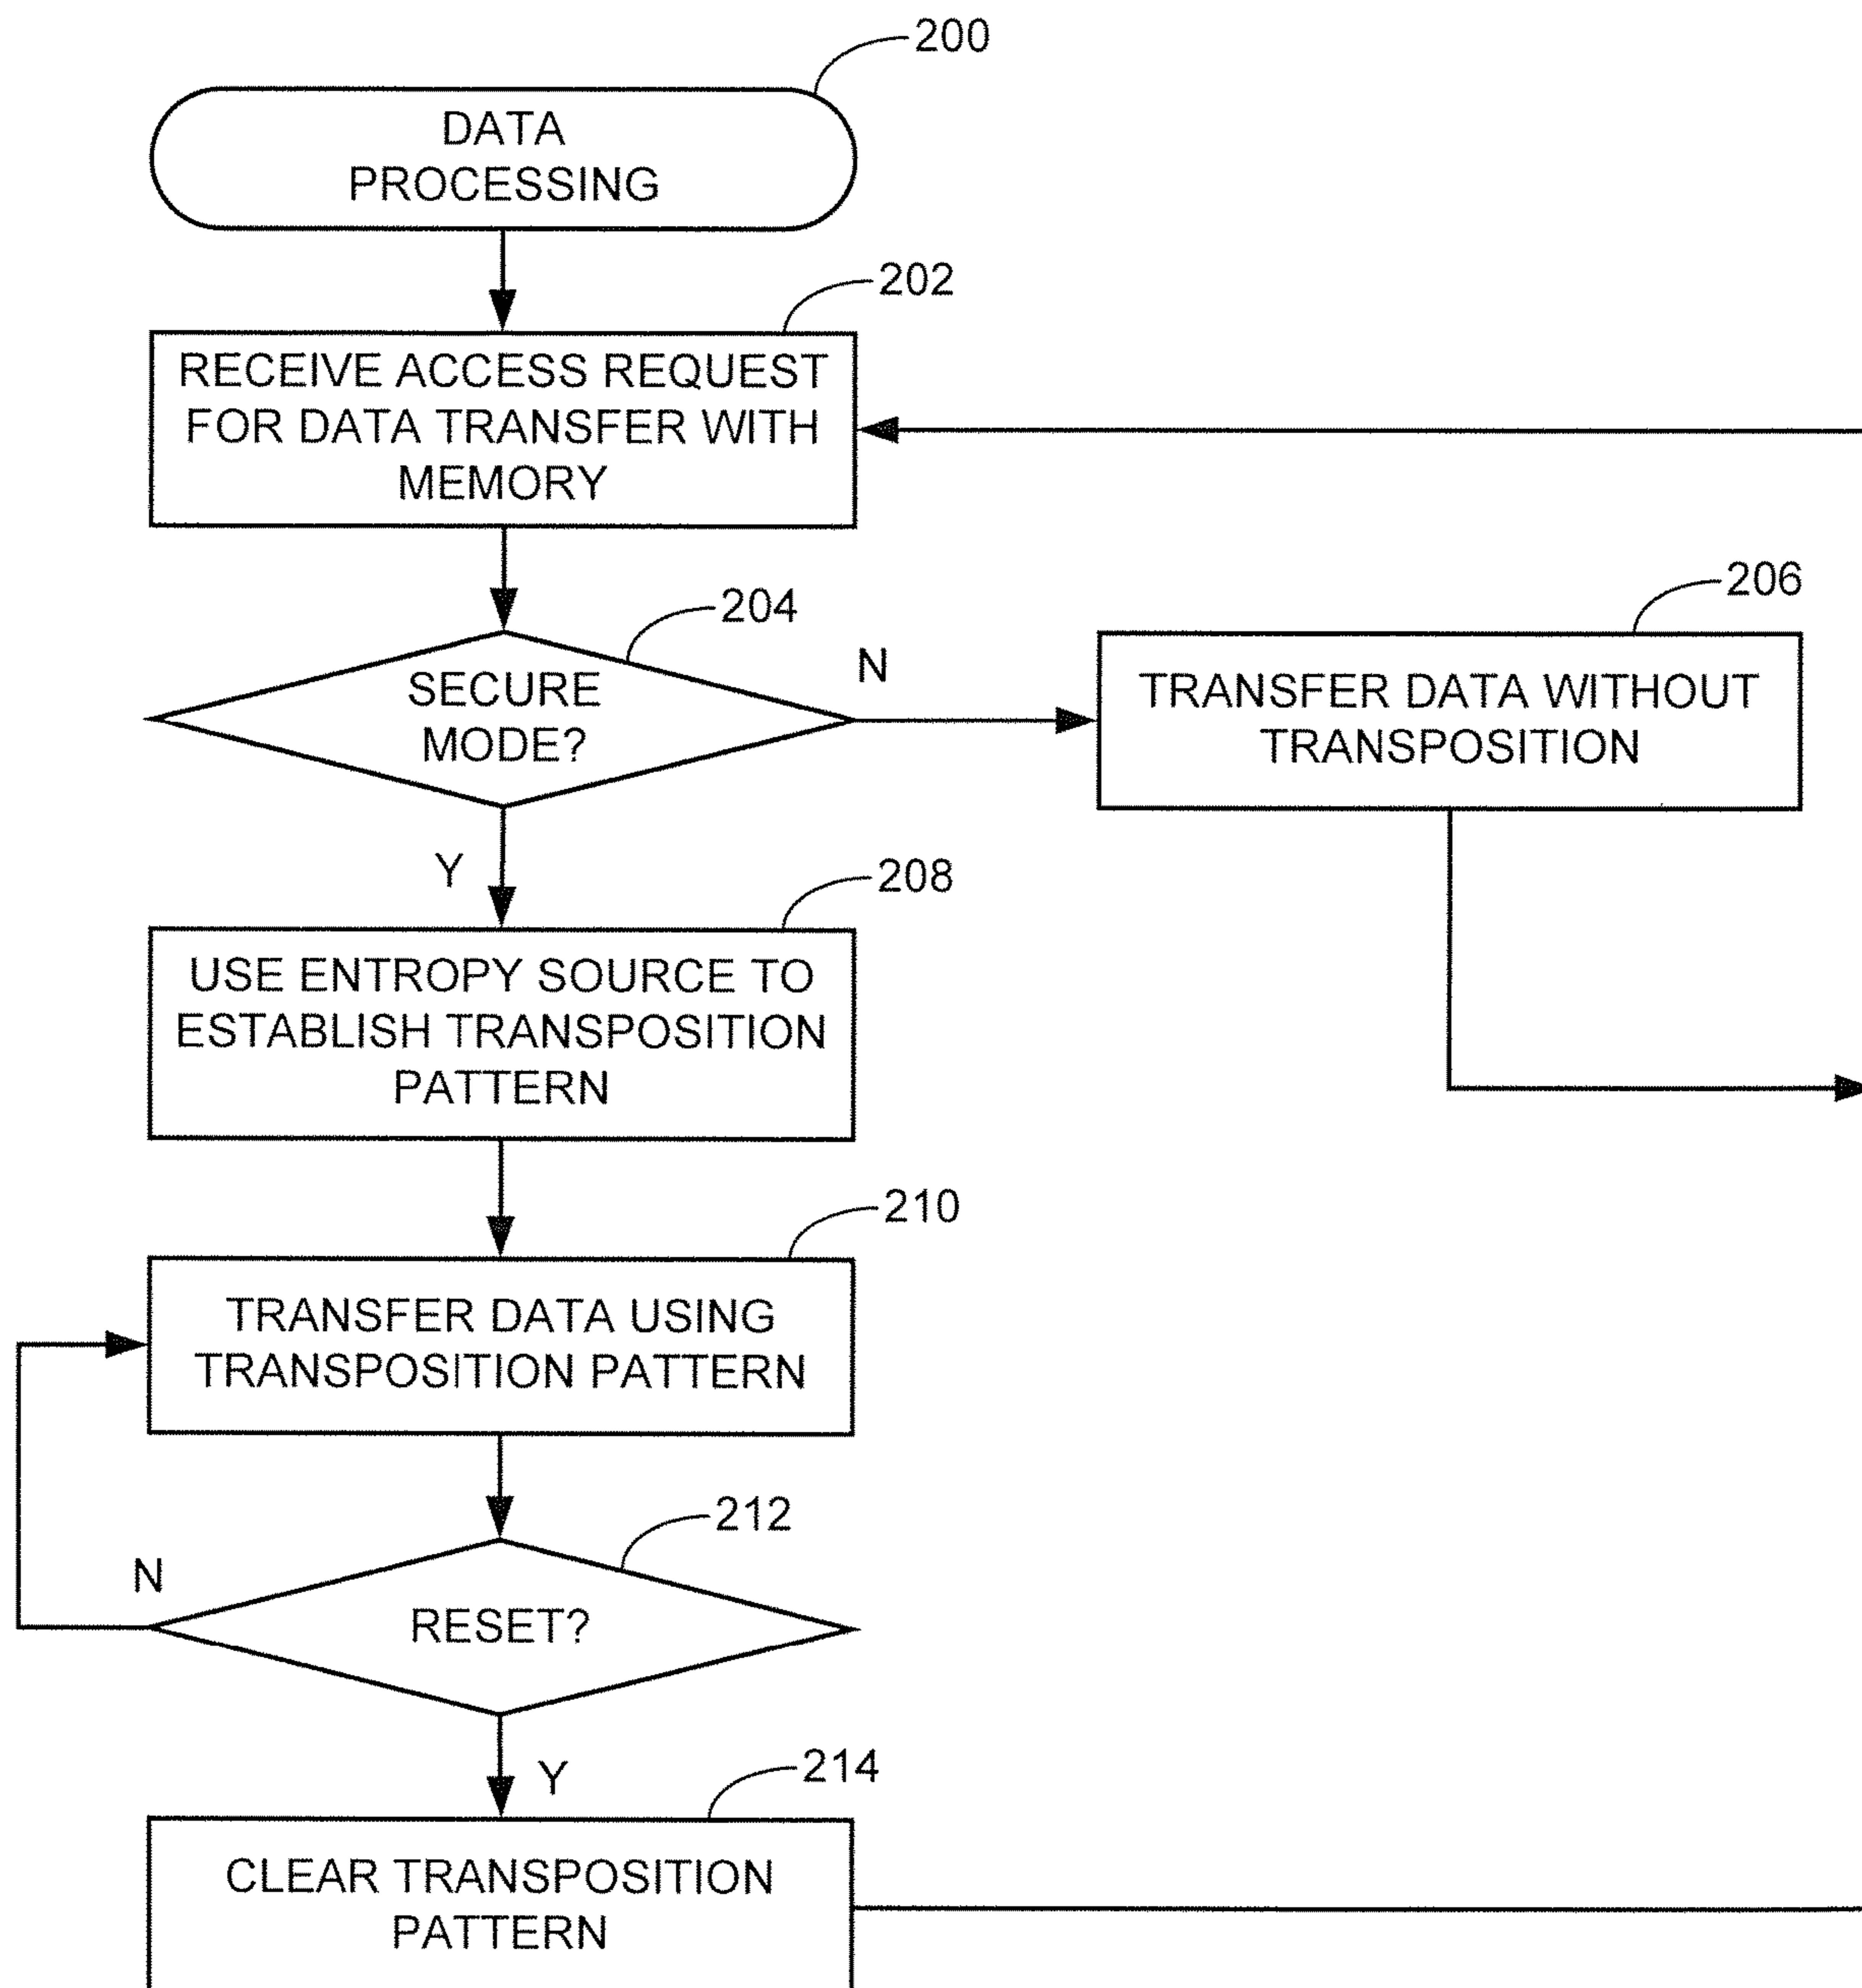 200
DATA
PROCESSING
202
RECEIVE ACCESS REQUEST
FOR DATA TRANSFER WITH
MEMORY
204
SECURE
MODE?
N
206
TRANSFER DATA WITHOUT
TRANSPOSITION
Y
208
USE ENTROPY SOURCE TO
ESTABLISH TRANSPOSITION
PATTERN
210
TRANSFER DATA USING
TRANSPOSITION PATTERN
212
N
RESET?
Y
214
CLEAR TRANSPOSITION
PATTERN